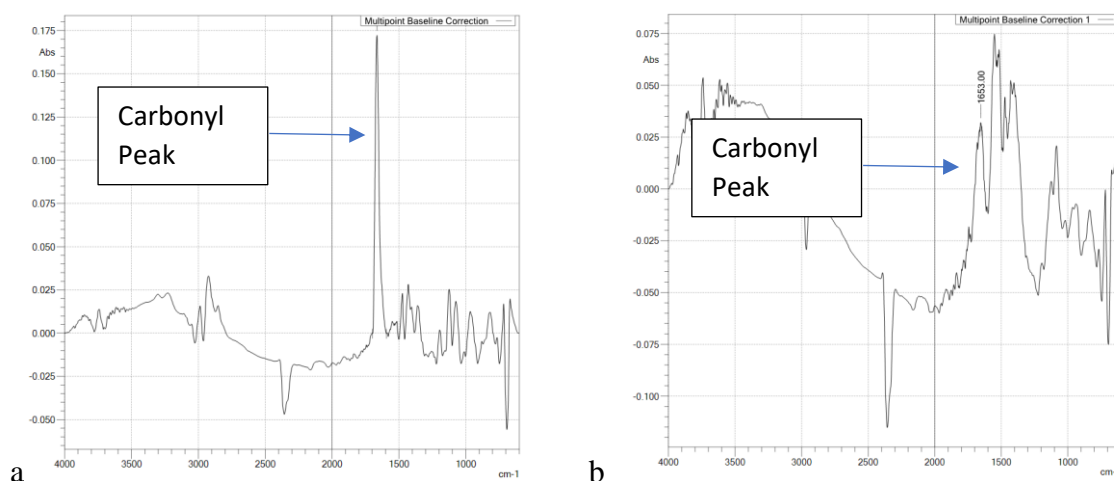 Multipoint Baseline Correction
0.175
Abs
0.150
0.125
0.100
0.075
0.050
0.025
0.000
-0.025
-0.050
4000
3500
3000
2500
2000
1500
1000
cm-1
Carbonyl
Peak
a
Multipoint Baseline Correction 1
0.075
Abs
0.050
0.025
0.000
-0.025
-0.050
-0.075
-0.100
4000
3500
3000
2500
2000
1500
1000
cm-
1653.00
Carbonyl
Peak
b